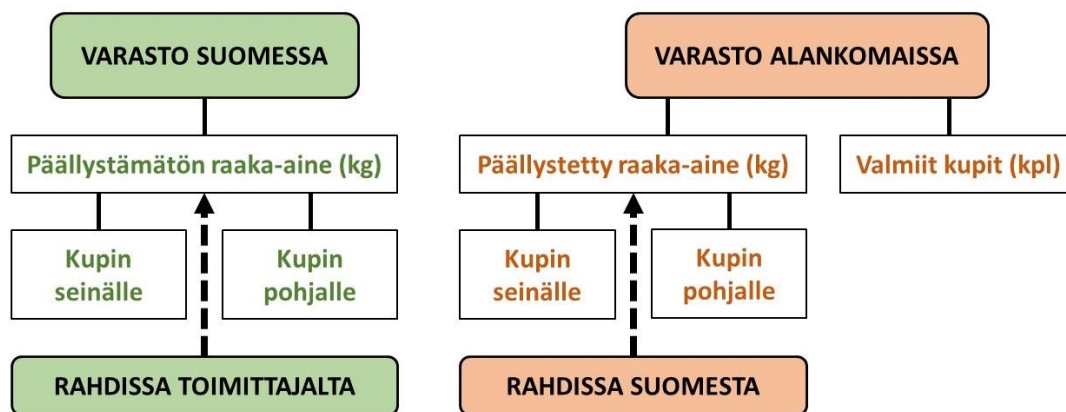 VARASTO SUOMESSA
VARASTO ALANKOMAISSA
Päällystämätön raaka-aine (kg)
Päällystetty raaka-aine (kg)
Valmiit kupit (kpl)
Kupin
seinälle
Kupin
pohjalle
Kupin
seinälle
Kupin
pohjalle
RAHDISSA TOIMITTAJALTA
RAHDISSA SUOMESTA